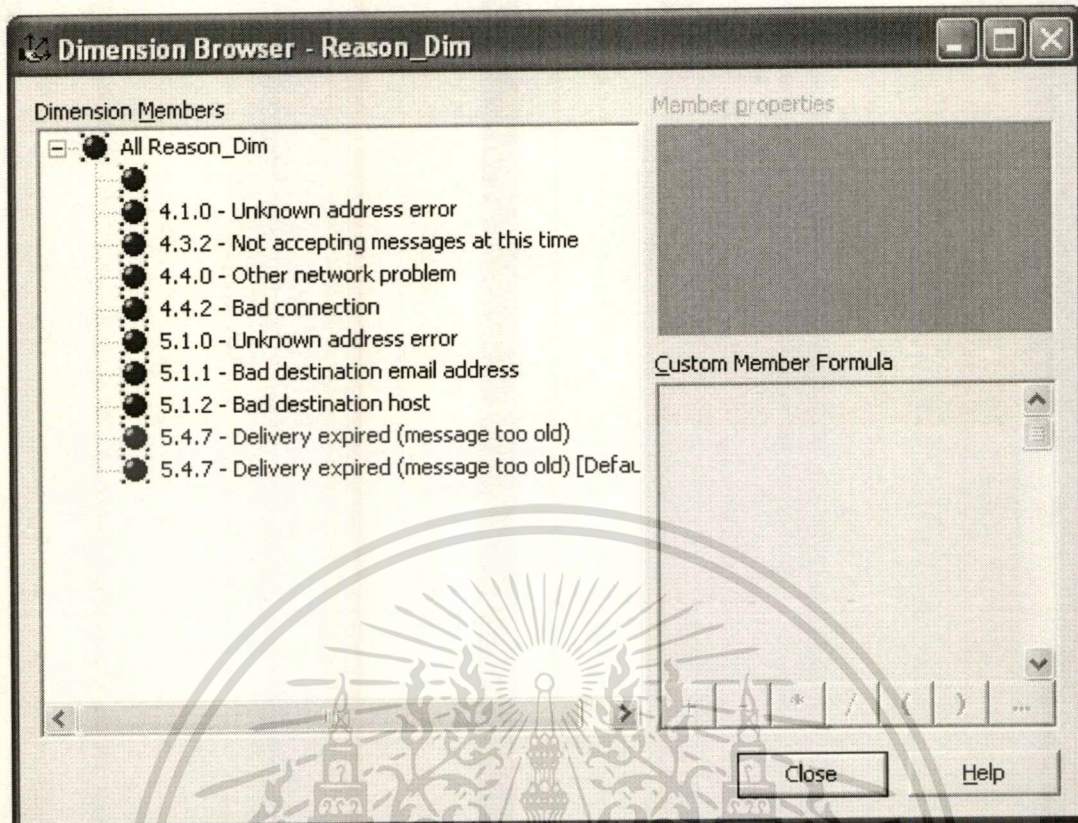 Dimension Browser - Reason_Dim
Dimension Members
All Reason_Dim
4.1.0 - Unknown address error
4.3.2 - Not accepting messages at this time
4.4.0 - Other network problem
4.4.2 - Bad connection
5.1.0 - Unknown address error
5.1.1 - Bad destination email address
5.1.2 - Bad destination host
5.4.7 - Delivery expired (message too old)
5.4.7 - Delivery expired (message too old) [Defau
Member properties
Custom Member Formula
+ - * / ( ) ...
Close Help